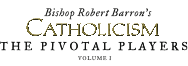 Bishop Robert Barron's
CATHOLICISM
THE PIVOTAL PLAYERS
VOLUME I